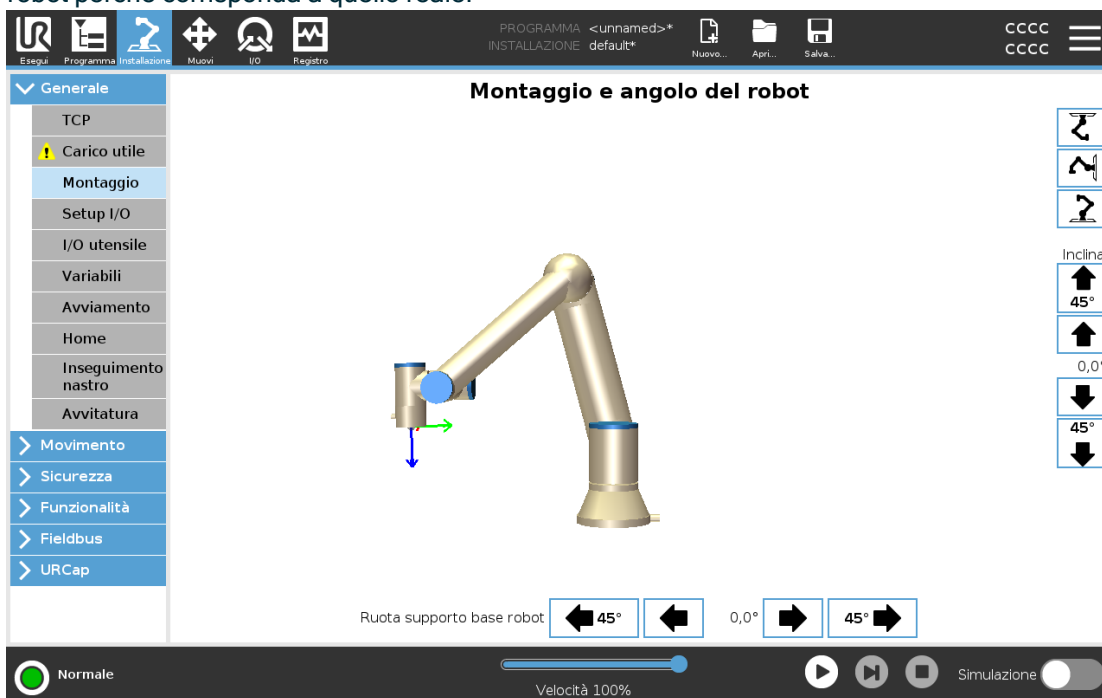 robot perché corrisponda a quello reale.
PROGRAMMA <unnamed>*
INSTALLAZIONE default*
Esegui Programma Installazione Muovi I/O Registro
Nuovo... Apri... Salva...
cccc
cccc
Generale
TCP
Carico utile
Montaggio
Setup I/O
I/O utensile
Variabili
Avviamento
Home
Inseguimento
nastro
Avvitatura
Movimento
Sicurezza
Funzionalità
Fieldbus
URCap
Montaggio e angolo del robot
Inclina
45°
0,0°
45°
Ruota supporto base robot 45° 0,0° 45°
Normale
Velocità 100%
Simulazione